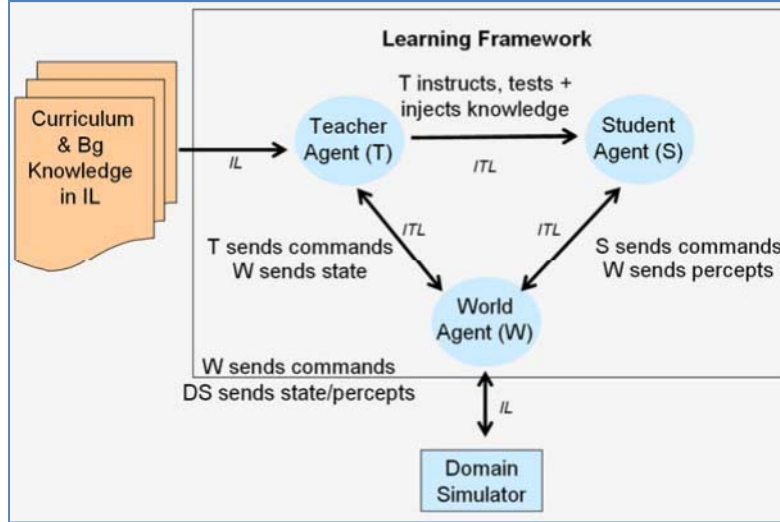 Learning Framework
Curriculum
& Bg
Knowledge
in IL
IL
Teacher
Agent (T)
T instructs, tests +
injects knowledge
ITL
Student
Agent (S)
T sends commands
W sends state
ITL
ITL
S sends commands
W sends percepts
World
Agent (W)
W sends commands
DS sends state/percepts
IL
Domain
Simulator